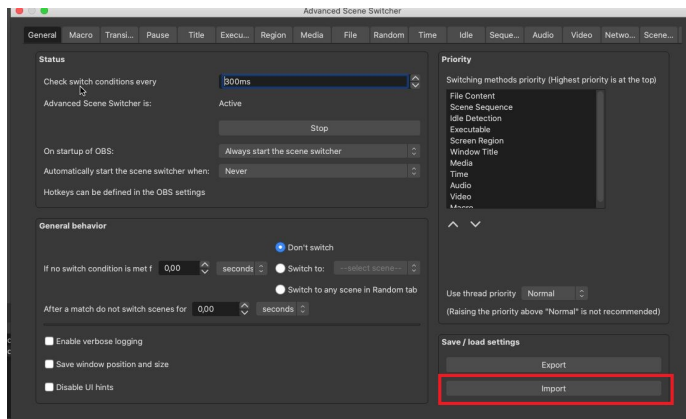 Advanced Scene Switcher
General Macro Transi... Pause Title Execu... Region Media File Random Time Idle Seque... Audio Video Netwo... Scene...
Status
Check switch conditions every 300ms
Advanced Scene Switcher is: Active
Stop
On startup of OBS: Always start the scene switcher
Automatically start the scene switcher when: Never
Hotkeys can be defined in the OBS settings
General behavior
Don't switch
If no switch condition is met f 0,00 seconds Switch to: --select scene--
Switch to any scene in Random tab
After a match do not switch scenes for 0,00 seconds
Enable verbose logging
Save window position and size
Disable UI hints
Priority
Switching methods priority (Highest priority is at the top)
File Content
Scene Sequence
Idle Detection
Executable
Screen Region
Window Title
Media
Time
Audio
Video
Macro
Use thread priority Normal
(Raising the priority above "Normal" is not recommended)
Save / load settings
Export
Import